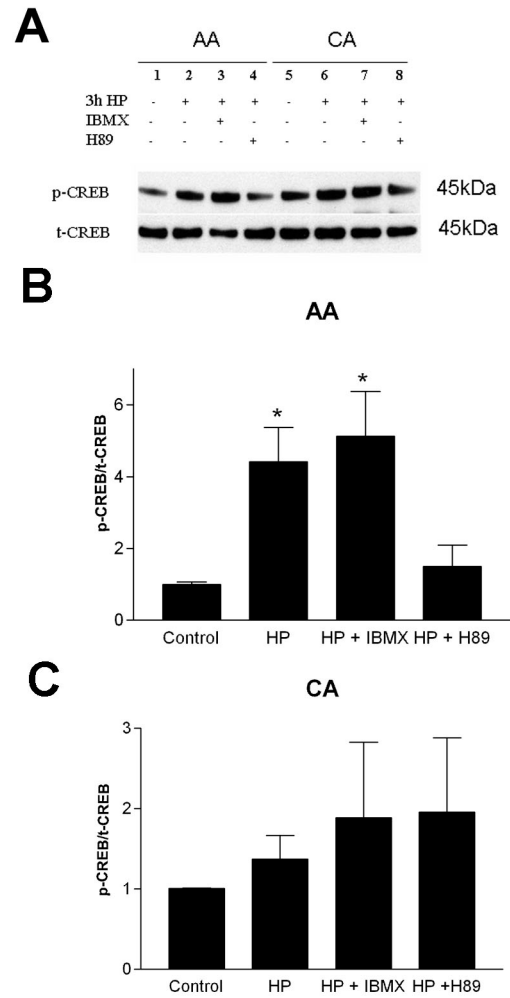 A
AA CA
1 2 3 4 5 6 7 8
3h HP - + + + - + + +
IBMX - - + - - - + -
H89 - - - + - - - +
p-CREB 45kDa
t-CREB 45kDa
B
AA
p-CREB/t-CREB
6
4
2
0
* *
Control HP HP + IBMX HP + H89
C
CA
p-CREB/t-CREB
3
2
1
0
Control HP HP + IBMX HP +H89